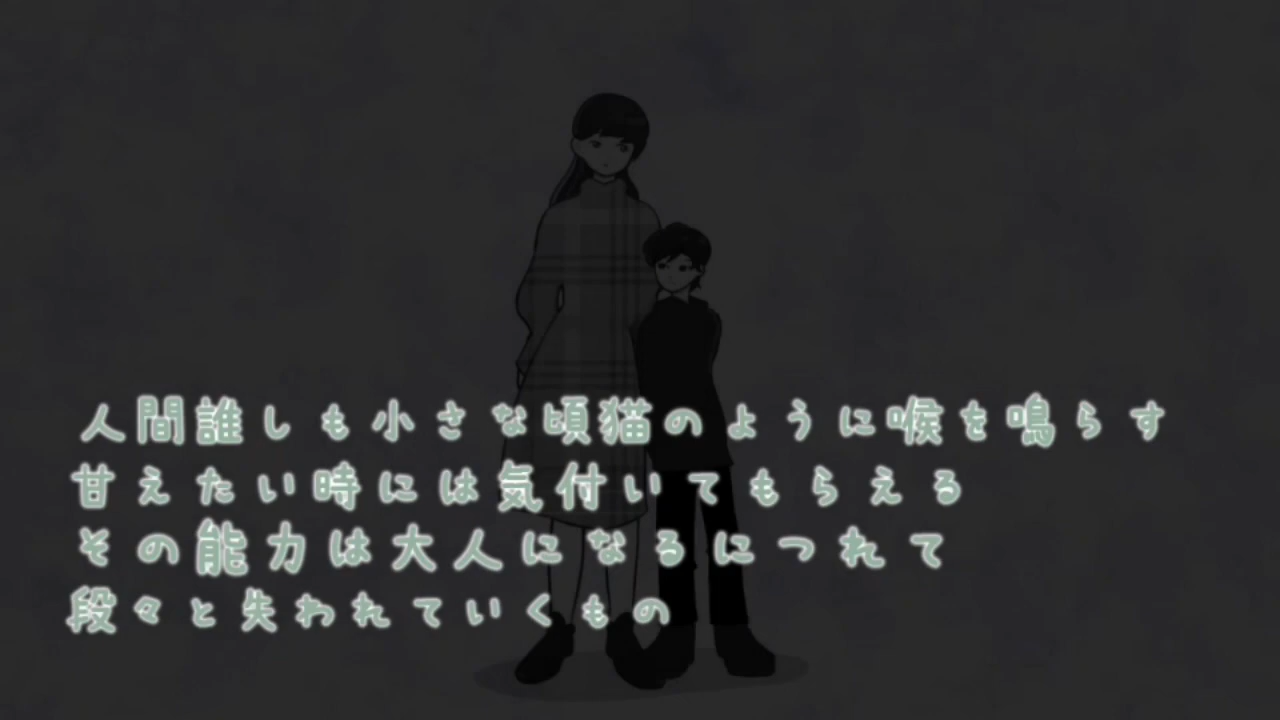 人間誰しも小さな頃猫のように喉を鳴らす
甘えたい時には気付いてもらえる
その能力は大人になるにつれて
段々と失われていくもの